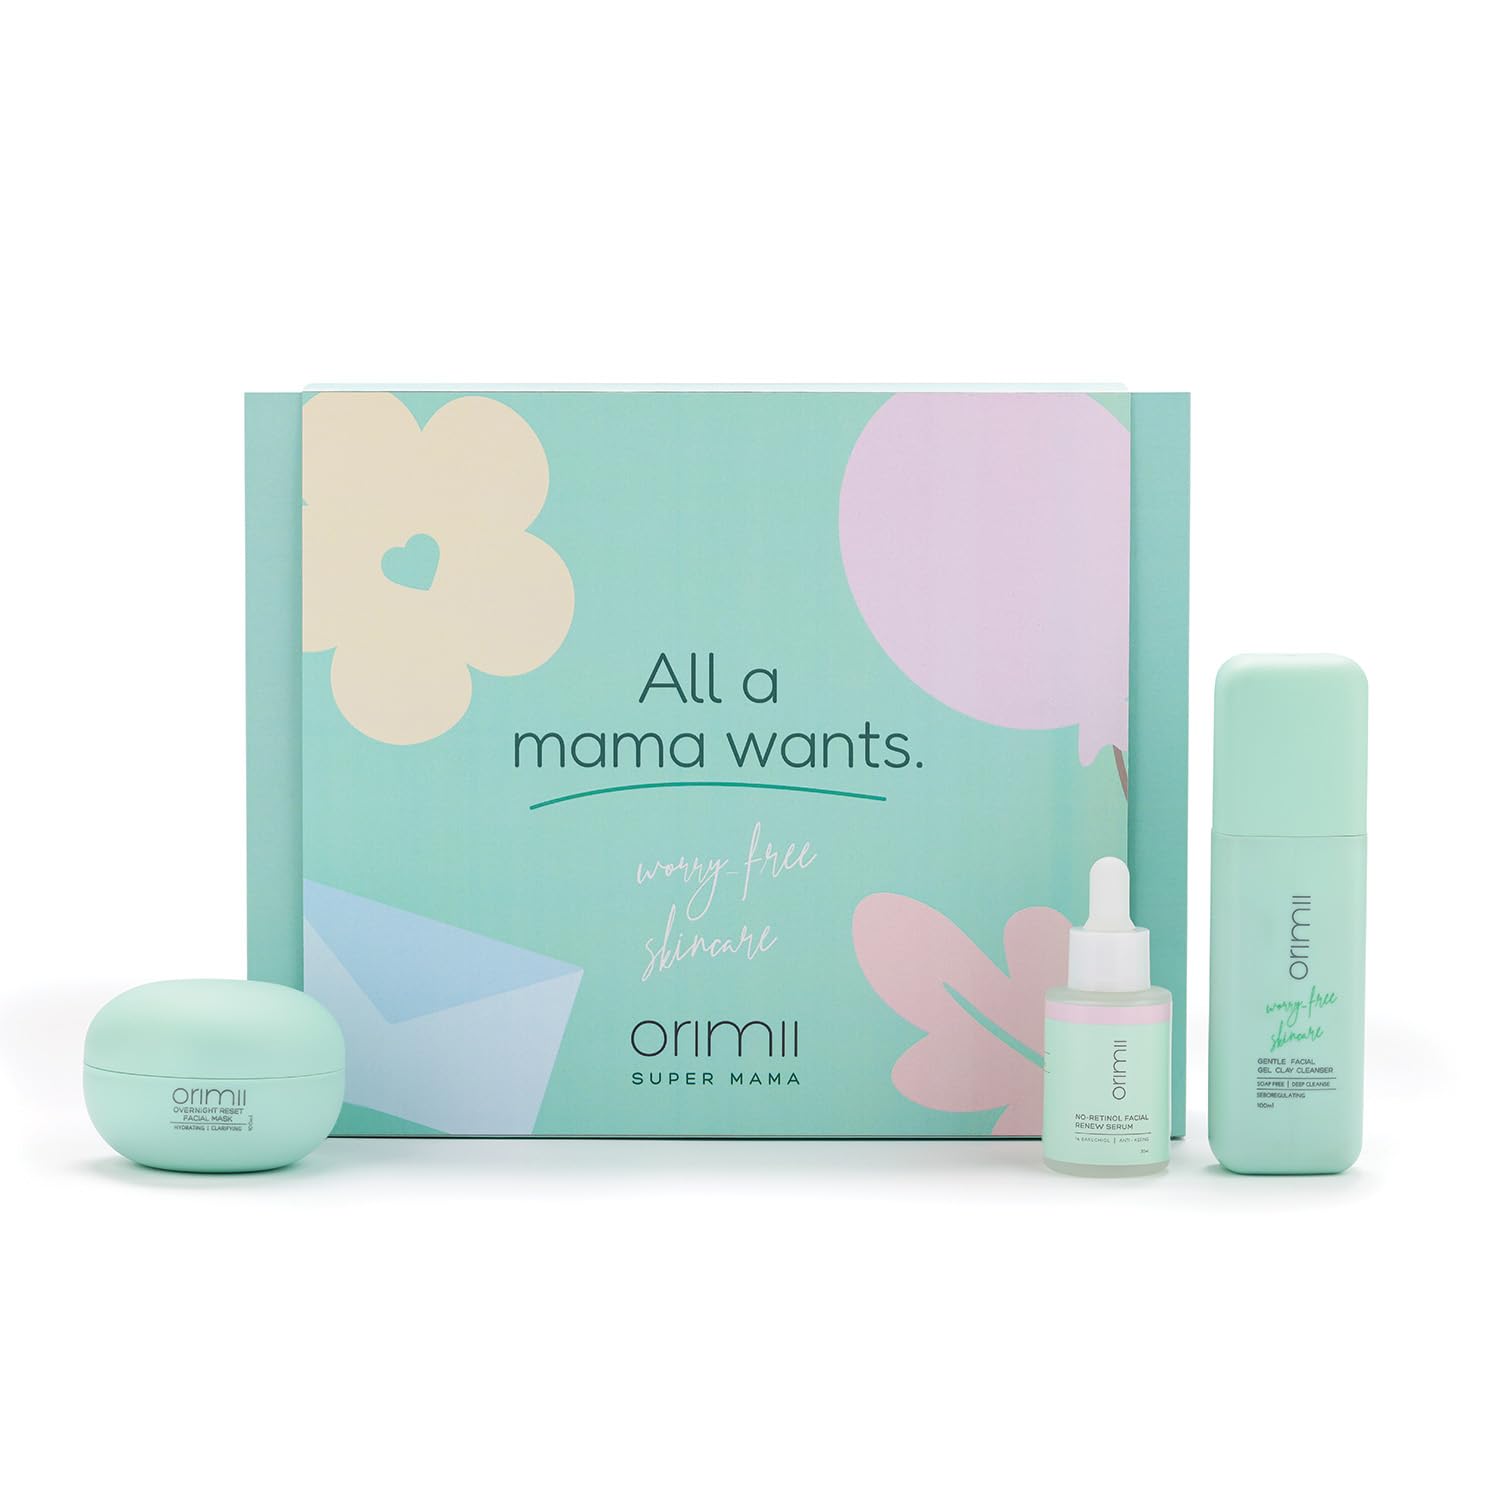 All a
mama wants.
worry-free
skincare
orimii
SUPER MAMA
orimii
OVERNIGHT RESET
FACIAL MASK
HYDRATING | CLARIFYING
orimii
NO-RETINOL FACIAL
RENEW SERUM
BAKUCHIOL | ANTI-AGEING
orimii
worry-free
skincare
GENTLE FACIAL
GEL CLAY CLEANSER
SOAP FREE | DEEP CLEANSE
SEBOREGULATING
100ml